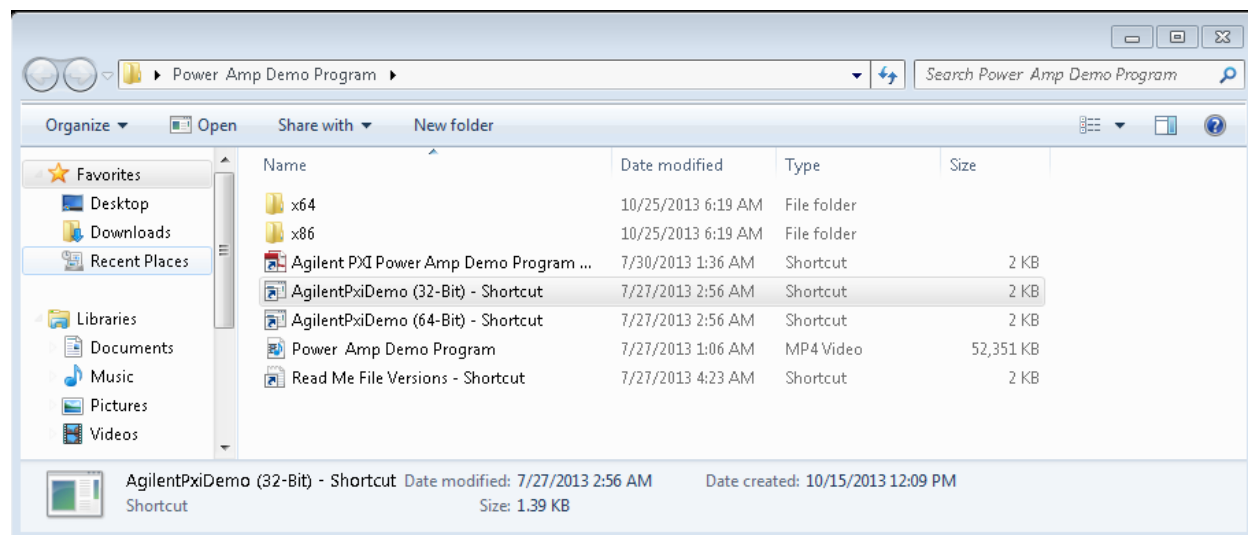 Power Amp Demo Program
Search Power Amp Demo Program
Organize Open Share with New folder
Favorites
Desktop
Downloads
Recent Places
Libraries
Documents
Music
Pictures
Videos
Name Date modified Type Size
x64 10/25/2013 6:19 AM File folder
x86 10/25/2013 6:19 AM File folder
Agilent PXI Power Amp Demo Program ... 7/30/2013 1:36 AM Shortcut 2 KB
AgilentPxiDemo (32-Bit) - Shortcut 7/27/2013 2:56 AM Shortcut 2 KB
AgilentPxiDemo (64-Bit) - Shortcut 7/27/2013 2:56 AM Shortcut 2 KB
Power Amp Demo Program 7/27/2013 1:06 AM MP4 Video 52,351 KB
Read Me File Versions - Shortcut 7/27/2013 4:23 AM Shortcut 2 KB
AgilentPxiDemo (32-Bit) - Shortcut Date modified: 7/27/2013 2:56 AM Date created: 10/15/2013 12:09 PM
Shortcut Size: 1.39 KB